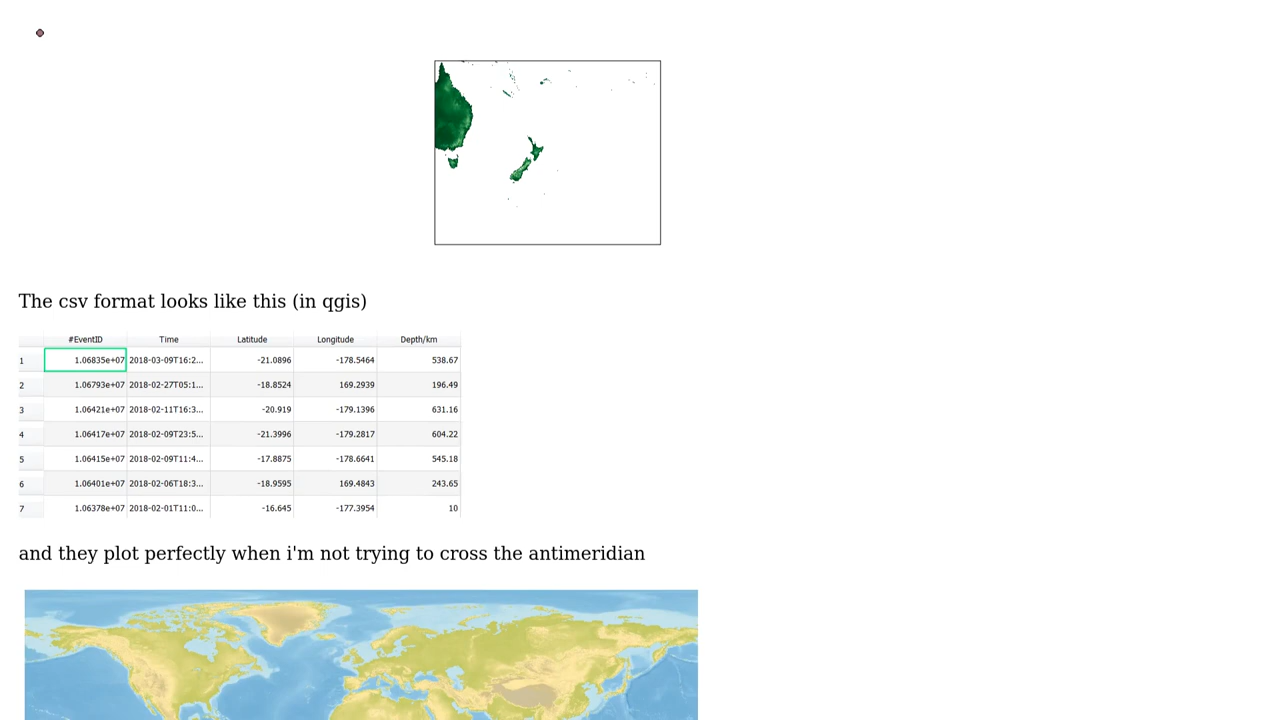 The csv format looks like this (in qgis)
#EventID Time Latitude Longitude Depth/km
1 1.06835e+07 2018-03-09T16:2... -21.0896 -178.5464 538.67
2 1.06793e+07 2018-02-27T05:1... -18.8524 169.2939 196.49
3 1.06421e+07 2018-02-11T16:3... -20.919 -179.1396 631.16
4 1.06417e+07 2018-02-09T23:5... -21.3996 -179.2817 604.22
5 1.06415e+07 2018-02-09T11:4... -17.8875 -178.6641 545.18
6 1.06401e+07 2018-02-06T18:3... -18.9595 169.4843 243.65
7 1.06378e+07 2018-02-01T11:0... -16.645 -177.3954 10
and they plot perfectly when i'm not trying to cross the antimeridian